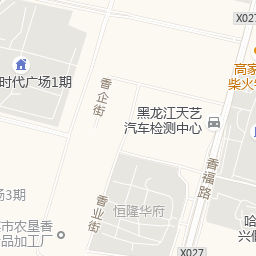 X027
时代广场1期
香企街
高家
柴火
黑龙江天艺
汽车检测中心
香福路
场3期
香业街
恒隆华府
市农垦香
品加工厂
哈
兴
X027